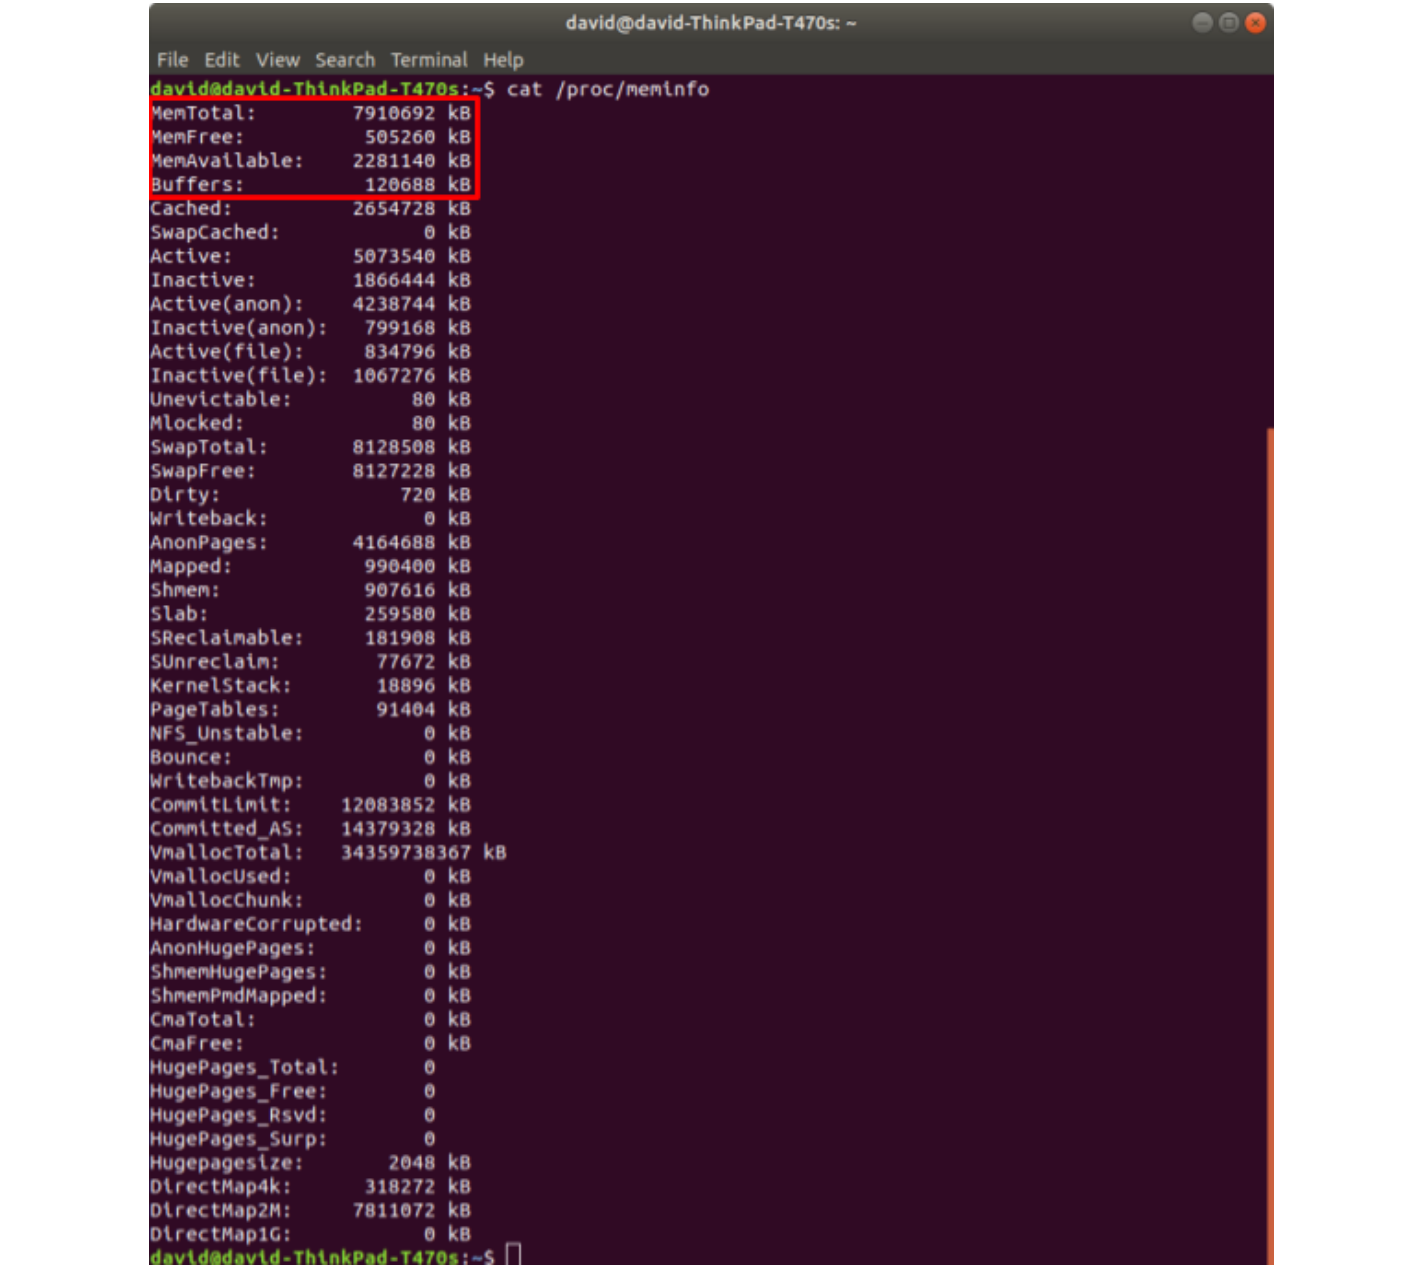 david@david-ThinkPad-T470s: ~
File Edit View Search Terminal Help
david@david-ThinkPad-T470s:~$ cat /proc/meminfo
MemTotal: 7910692 kB
MemFree: 505260 kB
MemAvailable: 2281140 kB
Buffers: 120688 kB
Cached: 2654728 kB
SwapCached: 0 kB
Active: 5073540 kB
Inactive: 1866444 kB
Active(anon): 4238744 kB
Inactive(anon): 799168 kB
Active(file): 834796 kB
Inactive(file): 1067276 kB
Unevictable: 80 kB
Mlocked: 80 kB
SwapTotal: 8128508 kB
SwapFree: 8127228 kB
Dirty: 720 kB
Writeback: 0 kB
AnonPages: 4164688 kB
Mapped: 990400 kB
Shmem: 907616 kB
Slab: 259580 kB
SReclaimable: 181908 kB
SUnreclaim: 77672 kB
KernelStack: 18896 kB
PageTables: 91404 kB
NFS_Unstable: 0 kB
Bounce: 0 kB
WritebackTmp: 0 kB
CommitLimit: 12083852 kB
Committed_AS: 14379328 kB
VmallocTotal: 34359738367 kB
VmallocUsed: 0 kB
VmallocChunk: 0 kB
HardwareCorrupted: 0 kB
AnonHugePages: 0 kB
ShmemHugePages: 0 kB
ShmemPmdMapped: 0 kB
CmaTotal: 0 kB
CmaFree: 0 kB
HugePages_Total: 0
HugePages_Free: 0
HugePages_Rsvd: 0
HugePages_Surp: 0
Hugepagesize: 2048 kB
DirectMap4k: 318272 kB
DirectMap2M: 7811072 kB
DirectMap1G: 0 kB
david@david-ThinkPad-T470s:~$